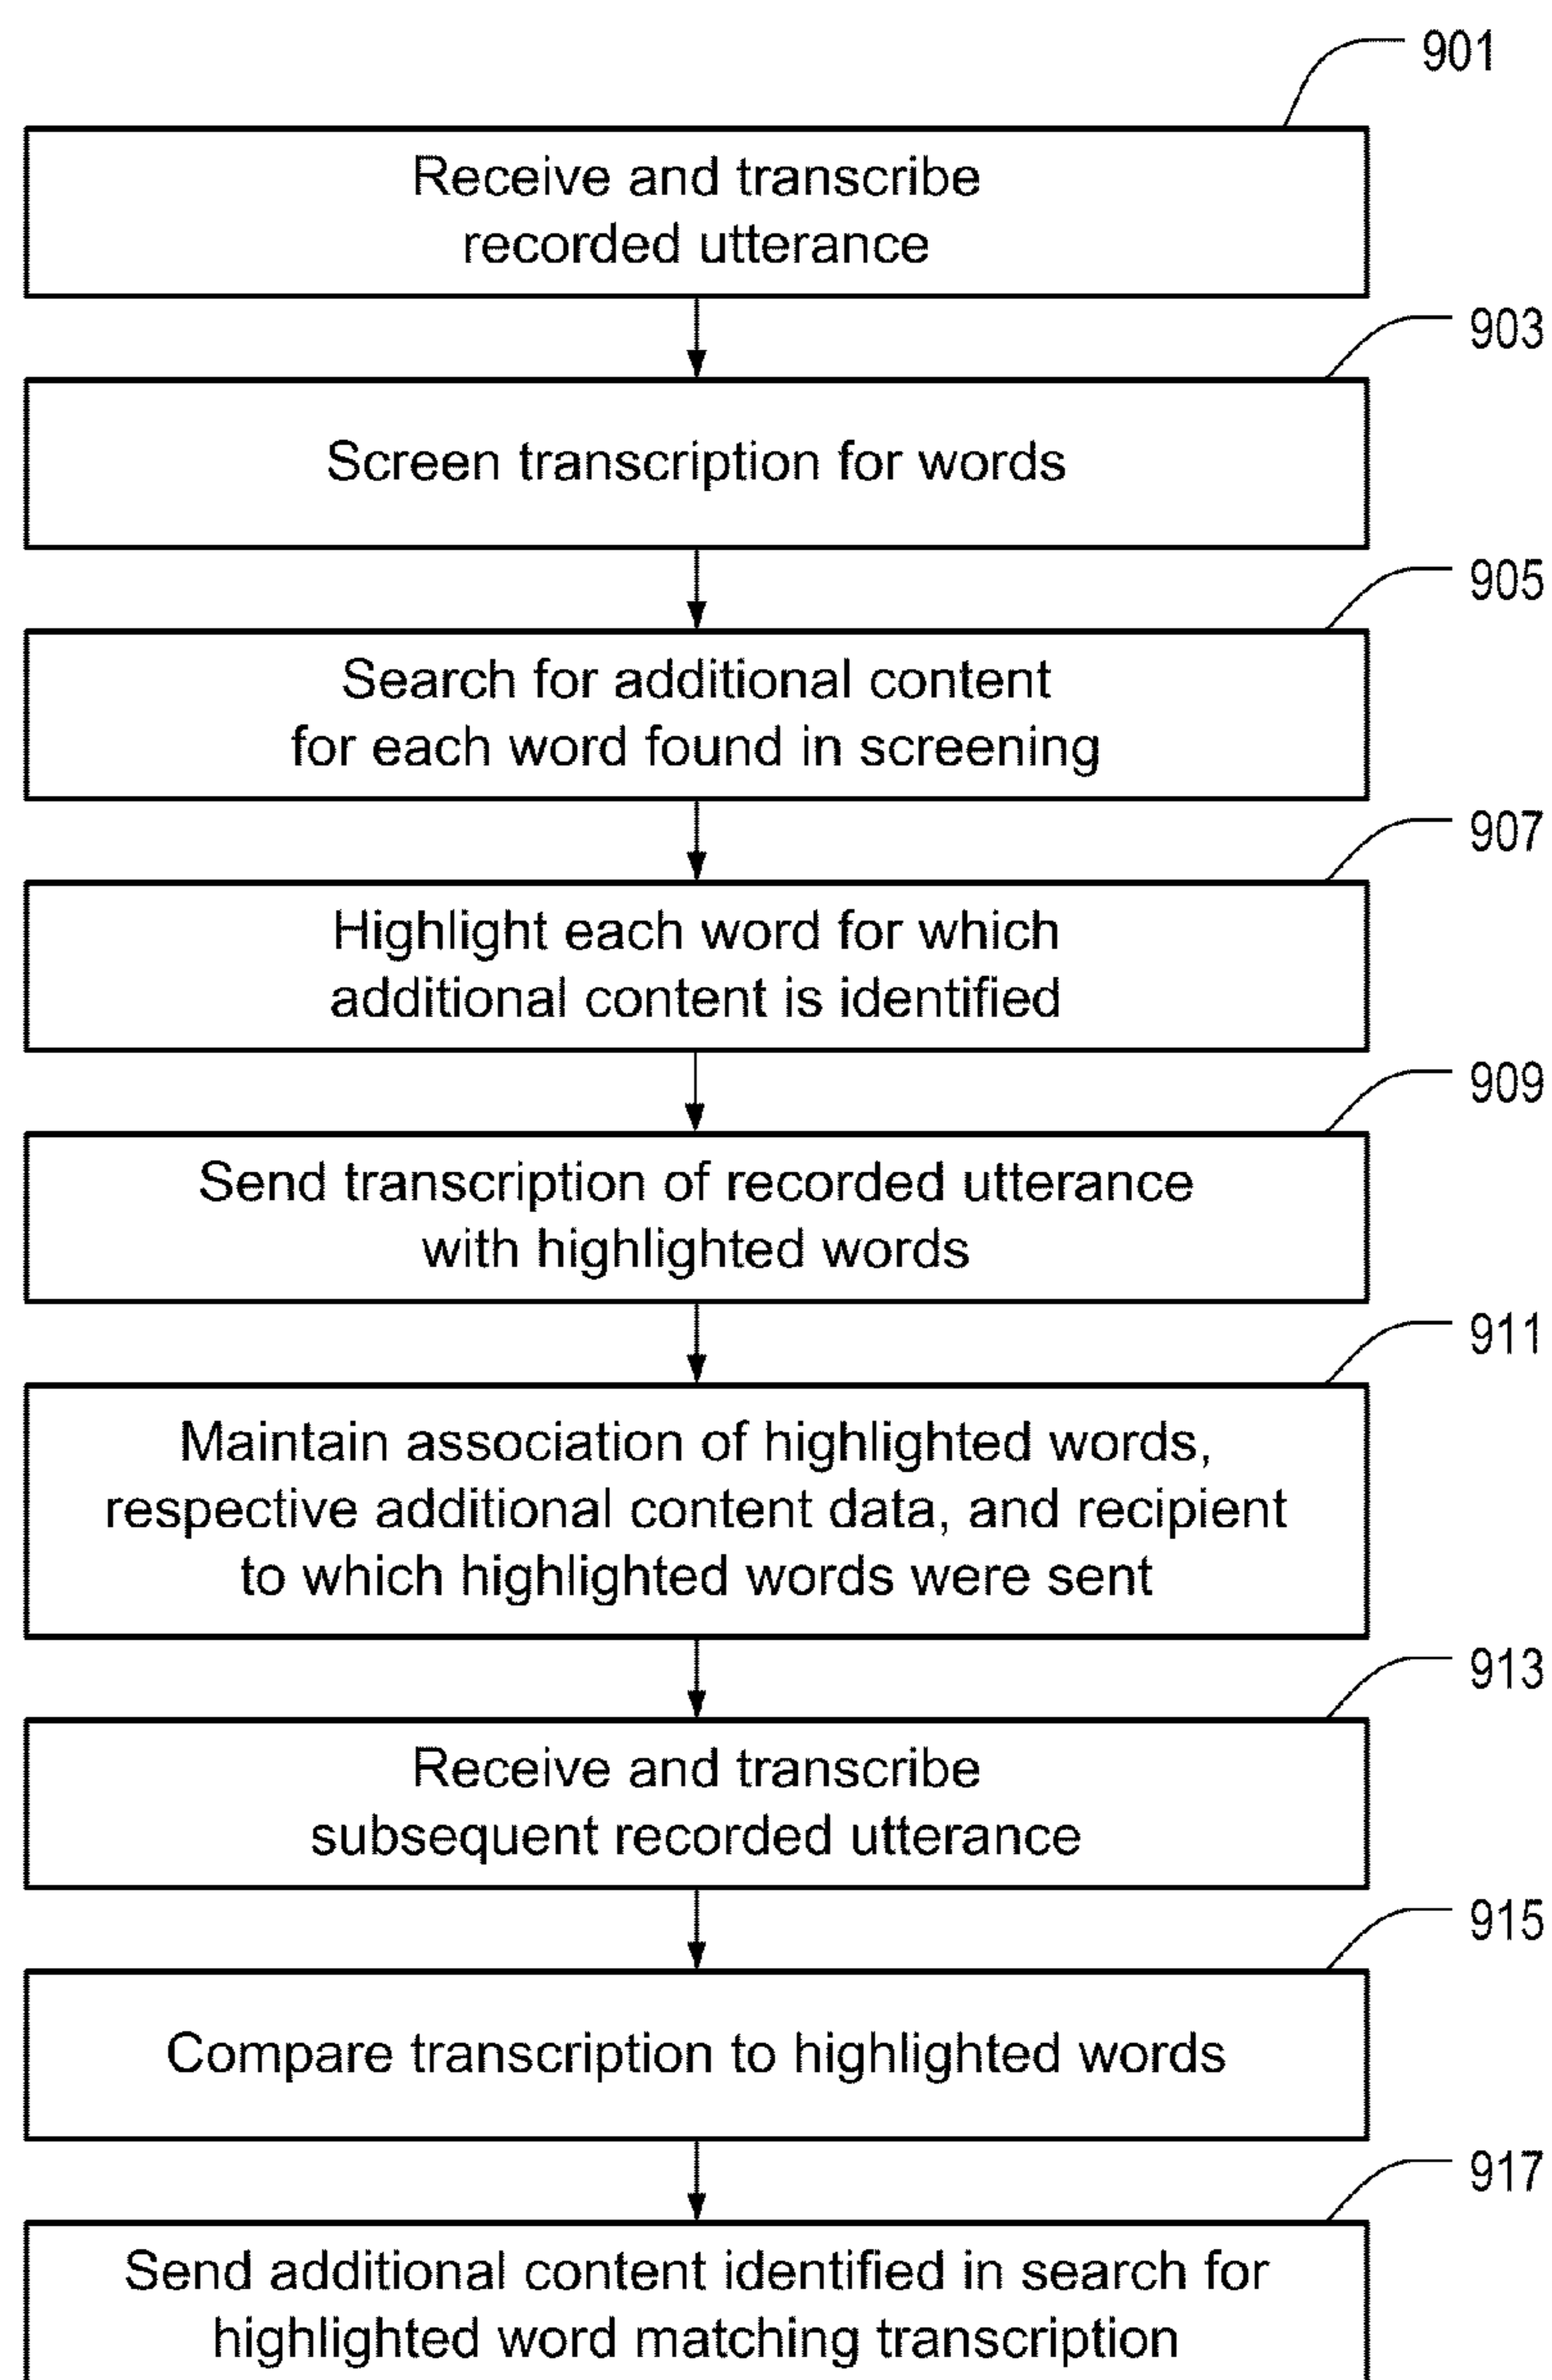 901
Receive and transcribe
recorded utterance
903
Screen transcription for words
905
Search for additional content
for each word found in screening
907
Highlight each word for which
additional content is identified
909
Send transcription of recorded utterance
with highlighted words
911
Maintain association of highlighted words,
respective additional content data, and recipient
to which highlighted words were sent
913
Receive and transcribe
subsequent recorded utterance
915
Compare transcription to highlighted words
917
Send additional content identified in search for
highlighted word matching transcription